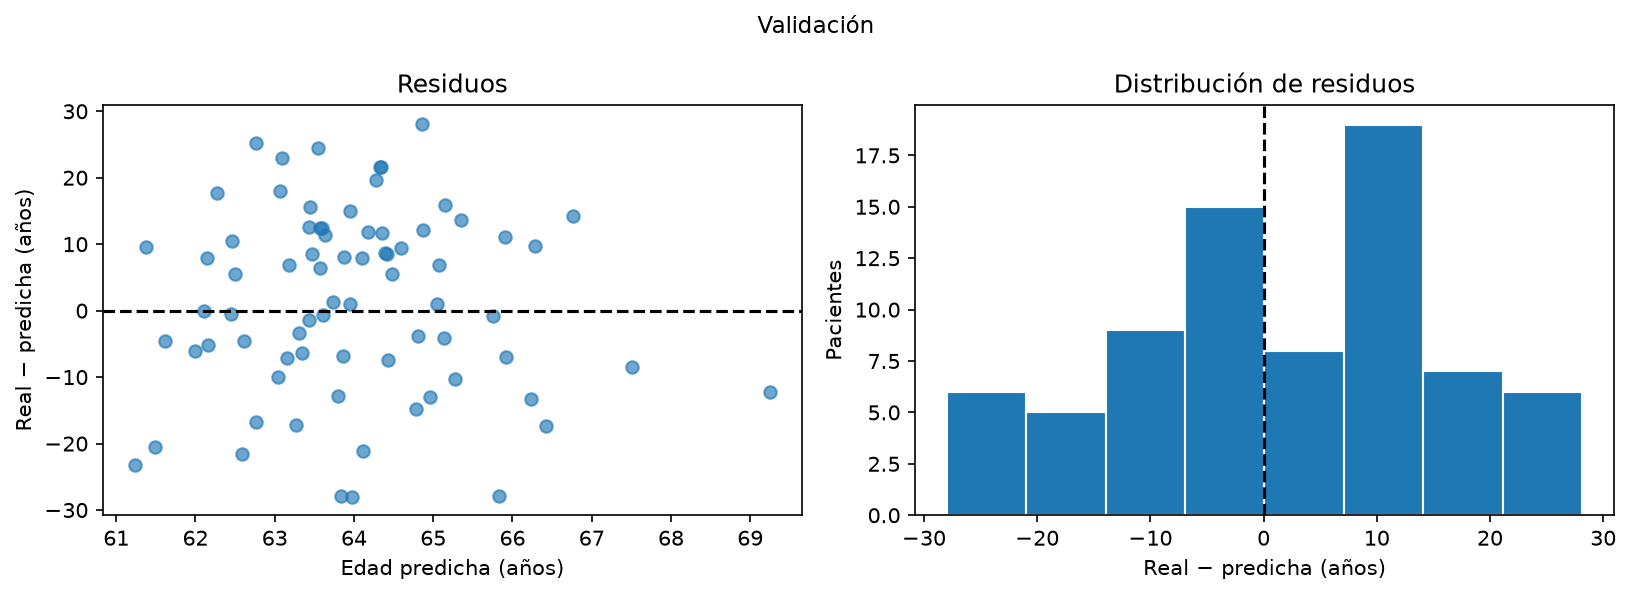 Validación
Residuos
Real − predicha (años)
30
20
10
0
−10
−20
−30
61 62 63 64 65 66 67 68 69
Edad predicha (años)
Distribución de residuos
Pacientes
17.5
15.0
12.5
10.0
7.5
5.0
2.5
0.0
−30 −20 −10 0 10 20 30
Real − predicha (años)